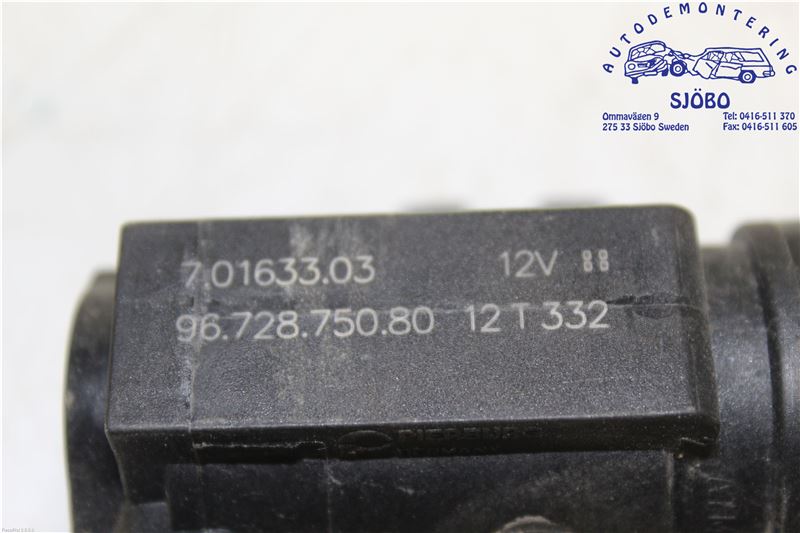 AUTODEMONTERING
SJÖBO
Ommavägen 9 Tel: 0416-511 370
275 33 Sjöbo Sweden Fax: 0416-511 605
7.01633.03 12V
96.728.750.80 12 T 332